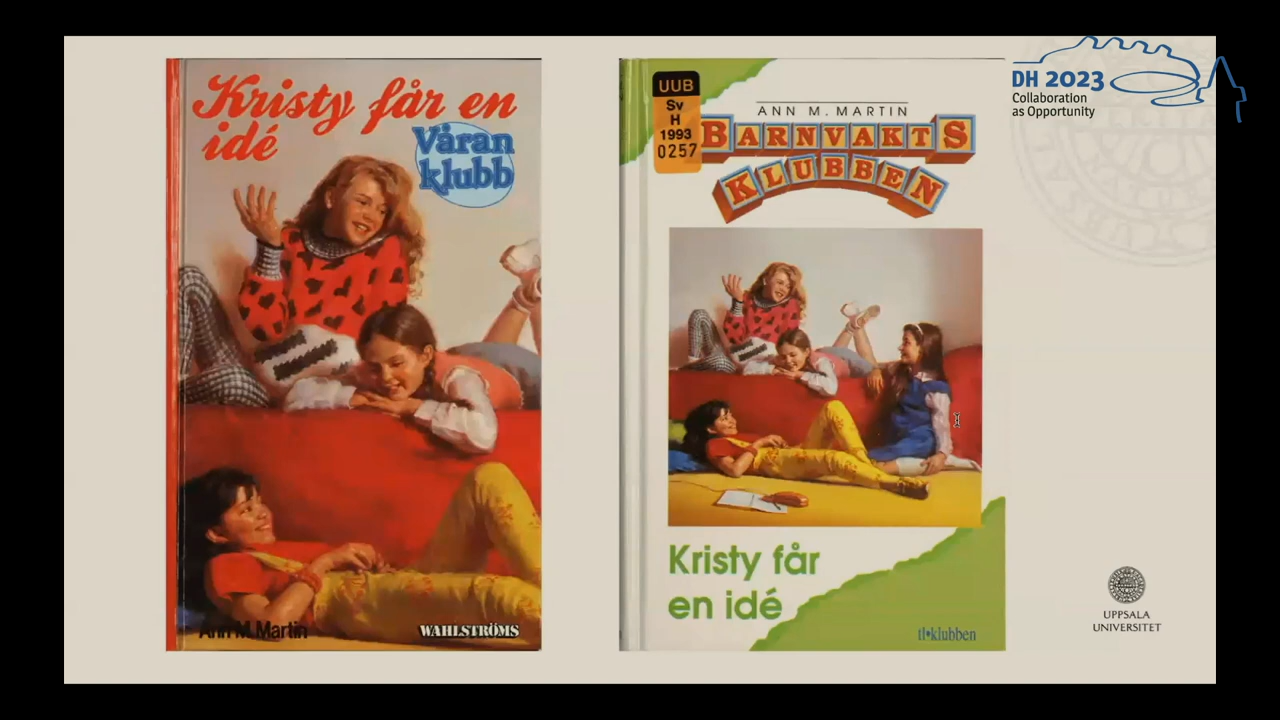 Kristy får en
idé
Våran
klubb
Ann M Martin
WAHLSTRÖMS
UUB
Sv
H
1993
0257
ANN M. MARTIN
BARNVAKTS
KLUBBEN
Kristy får
en idé
tl•klubben
DH 2023
Collaboration
as Opportunity
UPPSALA
UNIVERSITET